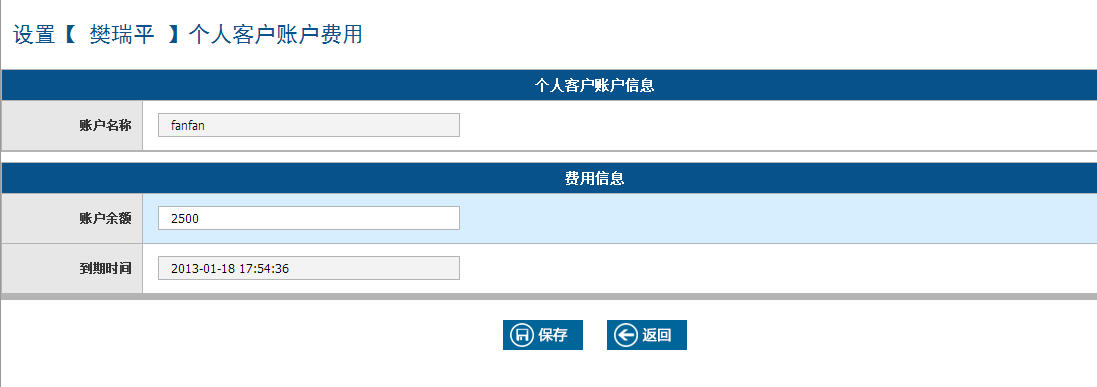 设置【 樊瑞平 】个人客户账户费用
个人客户账户信息
账户名称 fanfan
费用信息
账户余额 2500
到期时间 2013-01-18 17:54:36
保存 返回